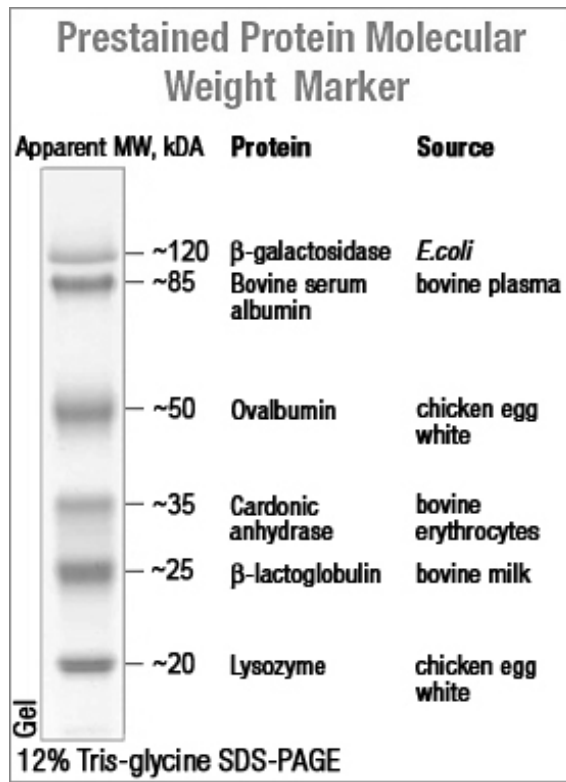 Prestained Protein Molecular
Weight Marker
Apparent MW, kDA Protein Source
~120 β-galactosidase E.coli
~85 Bovine serum bovine plasma
albumin
~50 Ovalbumin chicken egg
white
~35 Cardonic bovine
anhydrase erythrocytes
~25 β-lactoglobulin bovine milk
~20 Lysozyme chicken egg
white
Gel
12% Tris-glycine SDS-PAGE